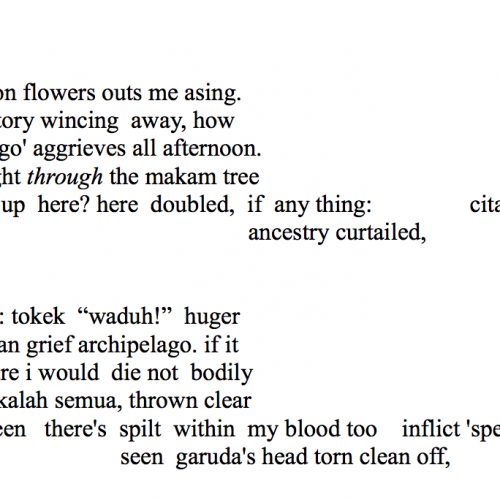 on flowers outs me asing.
tory wincing away, how
go' aggrieves all afternoon.
ght through the makam tree
up here? here doubled, if any thing: cita
ancestry curtailed,
: tokek “waduh!” huger
an grief archipelago. if it
re i would die not bodily
kalah semua, thrown clear
een there's spilt within my blood too inflict 'spe
seen garuda's head torn clean off,